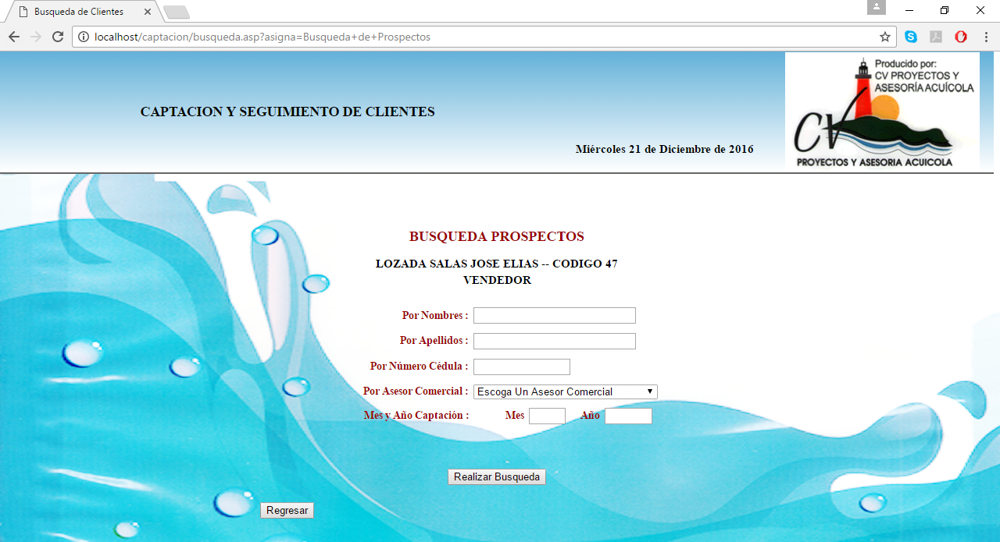 Busqueda de Clientes
localhost/captacion/busqueda.asp?asigna=Busqueda+de+Prospectos
Producido por:
CV PROYECTOS Y
ASESORÍA ACUÍCOLA
CAPTACION Y SEGUIMIENTO DE CLIENTES
CV
Miércoles 21 de Diciembre de 2016
PROYECTOS Y ASESORIA ACUICOLA
BUSQUEDA PROSPECTOS
LOZADA SALAS JOSE ELIAS -- CODIGO 47
VENDEDOR
Por Nombres :
Por Apellidos :
Por Número Cédula :
Por Asesor Comercial : Escoga Un Asesor Comercial
Mes y Año Captación : Mes Año
Realizar Busqueda
Regresar